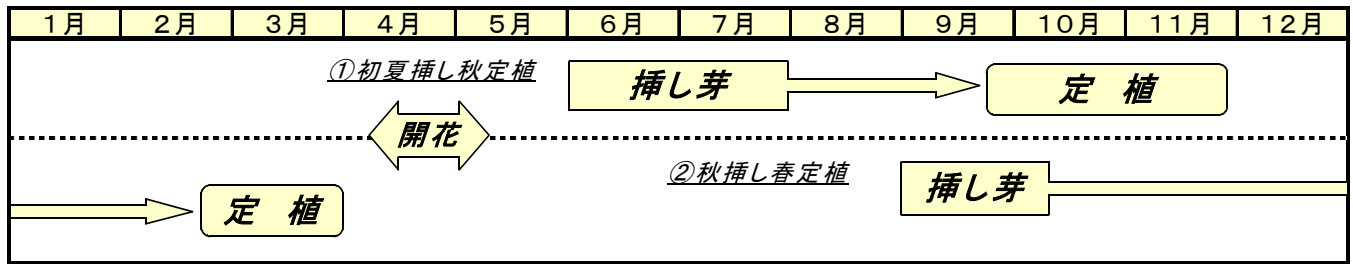 １月 ２月 ３月 ４月 ５月 ６月 ７月 ８月 ９月 １０月 １１月 １２月
①初夏挿し秋定植
挿し芽
定　植
開花
②秋挿し春定植
挿し芽
定　植